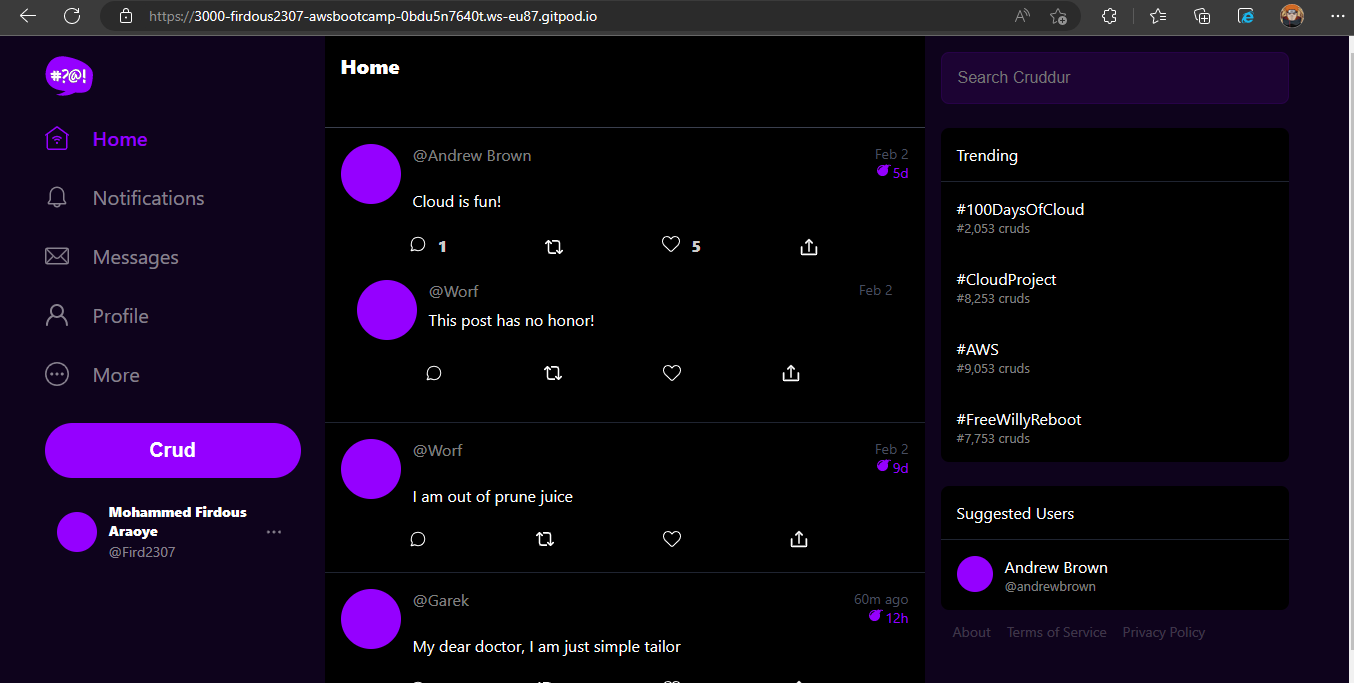 https://3000-firdous2307-awsbootcamp-0bdu5n7640t.ws-eu87.gitpod.io
#?@!
Home
Notifications
Messages
Profile
More
Crud
Mohammed Firdous
Araoye
@Fird2307
Home
@Andrew Brown
Feb 2
5d
Cloud is fun!
1
5
@Worf
Feb 2
This post has no honor!
@Worf
Feb 2
9d
I am out of prune juice
@Garek
60m ago
12h
My dear doctor, I am just simple tailor
Search Cruddur
Trending
#100DaysOfCloud
#2,053 cruds
#CloudProject
#8,253 cruds
#AWS
#9,053 cruds
#FreeWillyReboot
#7,753 cruds
Suggested Users
Andrew Brown
@andrewbrown
About Terms of Service Privacy Policy